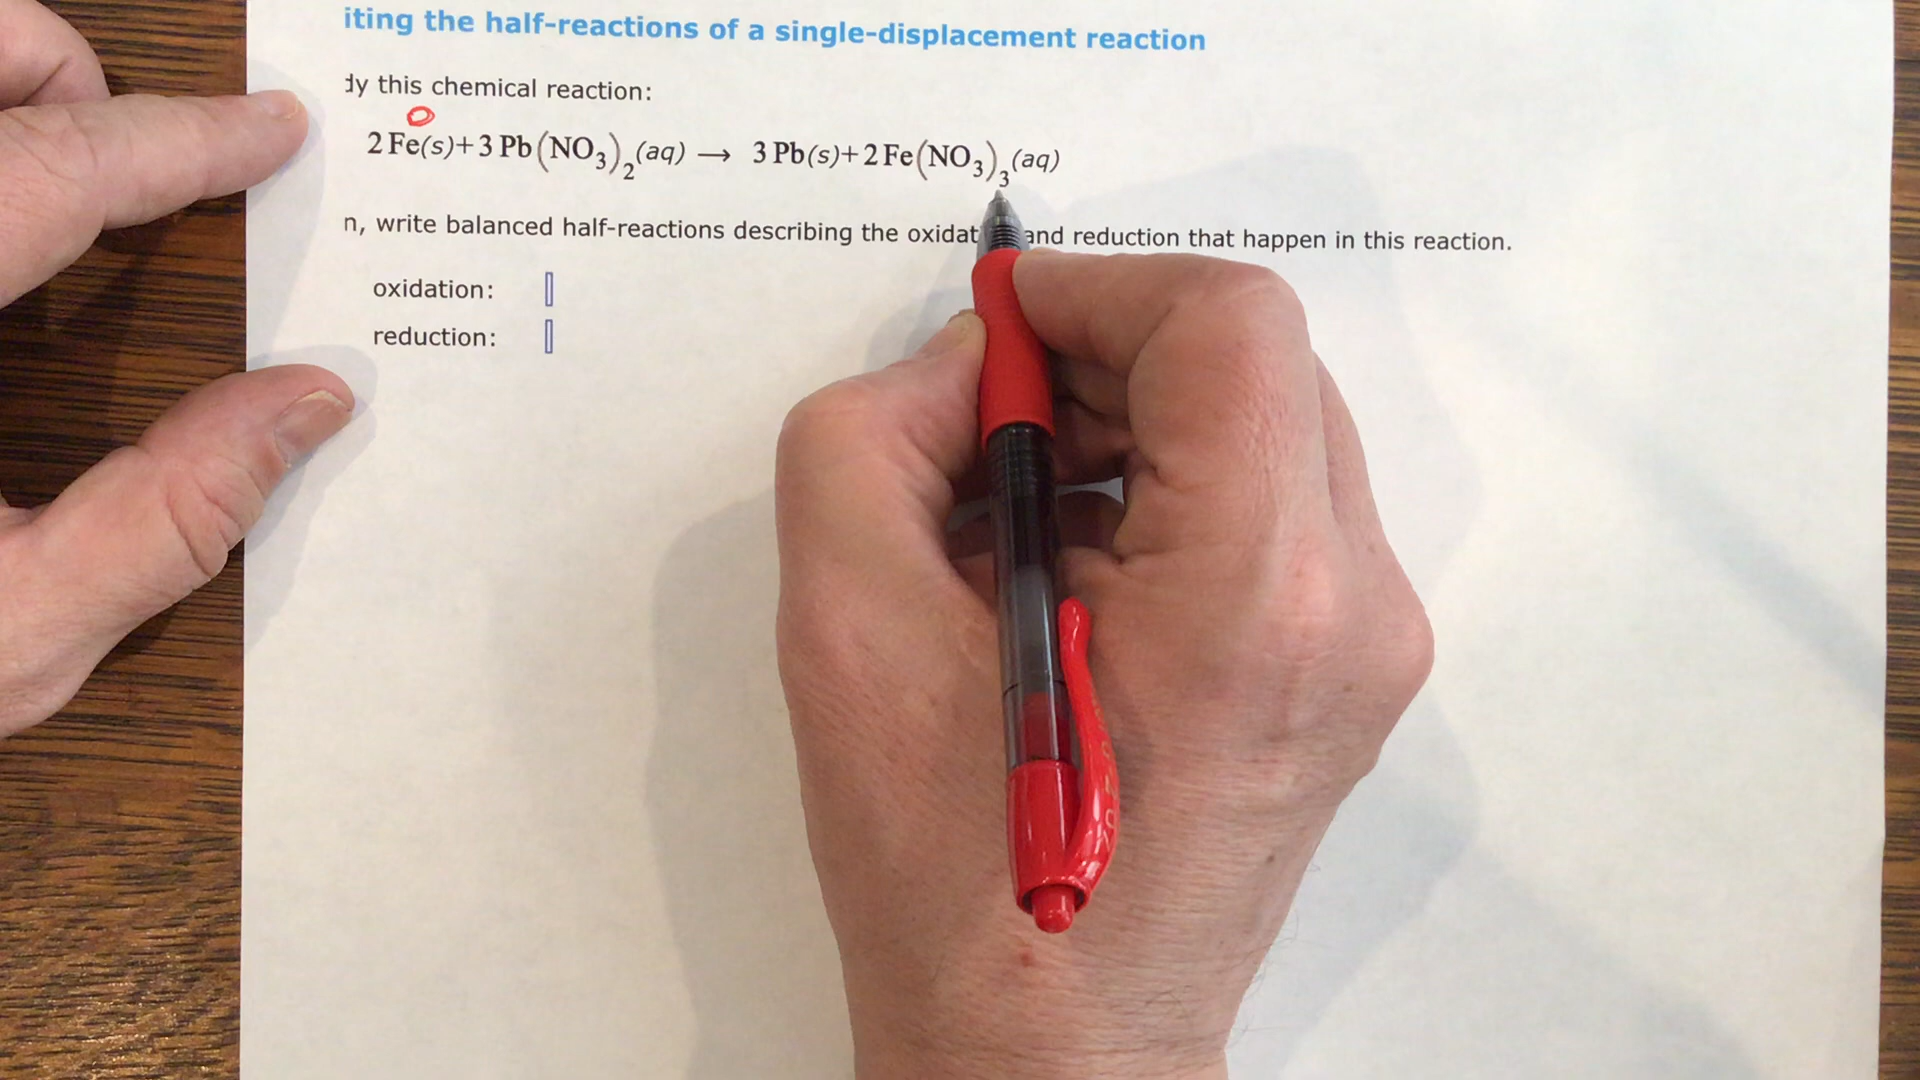 iting the half-reactions of a single-displacement reaction
dy this chemical reaction:
0
2 Fe(s)+3 Pb(NO₃)₂(aq) → 3 Pb(s)+2 Fe(NO₃)₃(aq)
n, write balanced half-reactions describing the oxidat and reduction that happen in this reaction.
oxidation:
reduction: